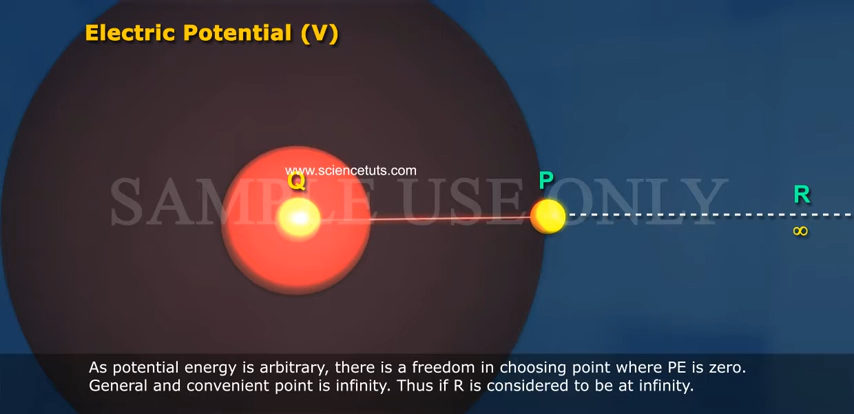 Electric Potential (V)
www.sciencetuts.com
Q
P
R
SAMPLE USE ONLY
∞
As potential energy is arbitrary, there is a freedom in choosing point where PE is zero.
General and convenient point is infinity. Thus if R is considered to be at infinity.